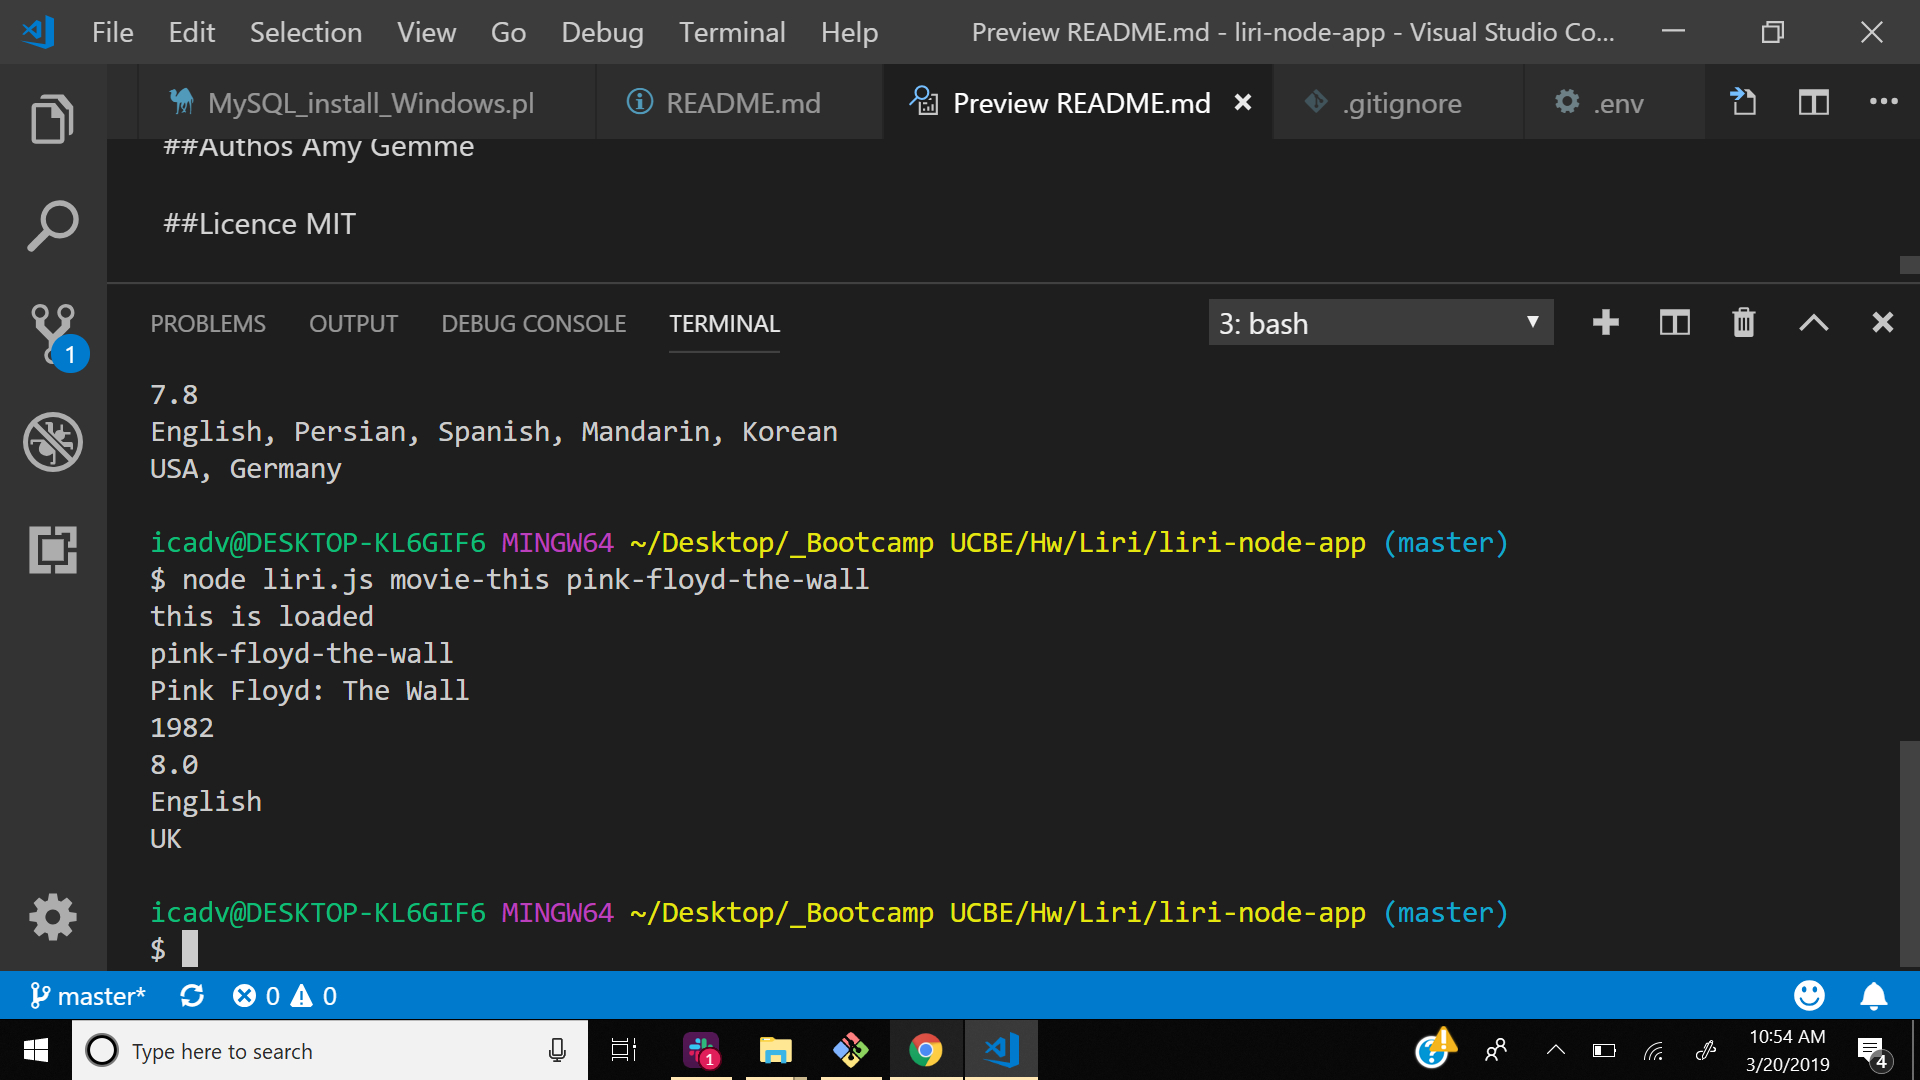 File Edit Selection View Go Debug Terminal Help Preview README.md - liri-node-app - Visual Studio Co...
MySQL_install_Windows.pl README.md Preview README.md .gitignore .env
##Authos Amy Gemme
##Licence MIT
PROBLEMS OUTPUT DEBUG CONSOLE TERMINAL 3: bash
7.8
English, Persian, Spanish, Mandarin, Korean
USA, Germany
icadv@DESKTOP-KL6GIF6 MINGW64 ~/Desktop/_Bootcamp UCBE/Hw/Liri/liri-node-app (master)
$ node liri.js movie-this pink-floyd-the-wall
this is loaded
pink-floyd-the-wall
Pink Floyd: The Wall
1982
8.0
English
UK
icadv@DESKTOP-KL6GIF6 MINGW64 ~/Desktop/_Bootcamp UCBE/Hw/Liri/liri-node-app (master)
$
1
master* 0 0
Type here to search 1 10:54 AM
3/20/2019 4